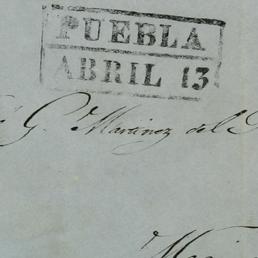 PUEBLA
ABRIL 13
G. Martinez del